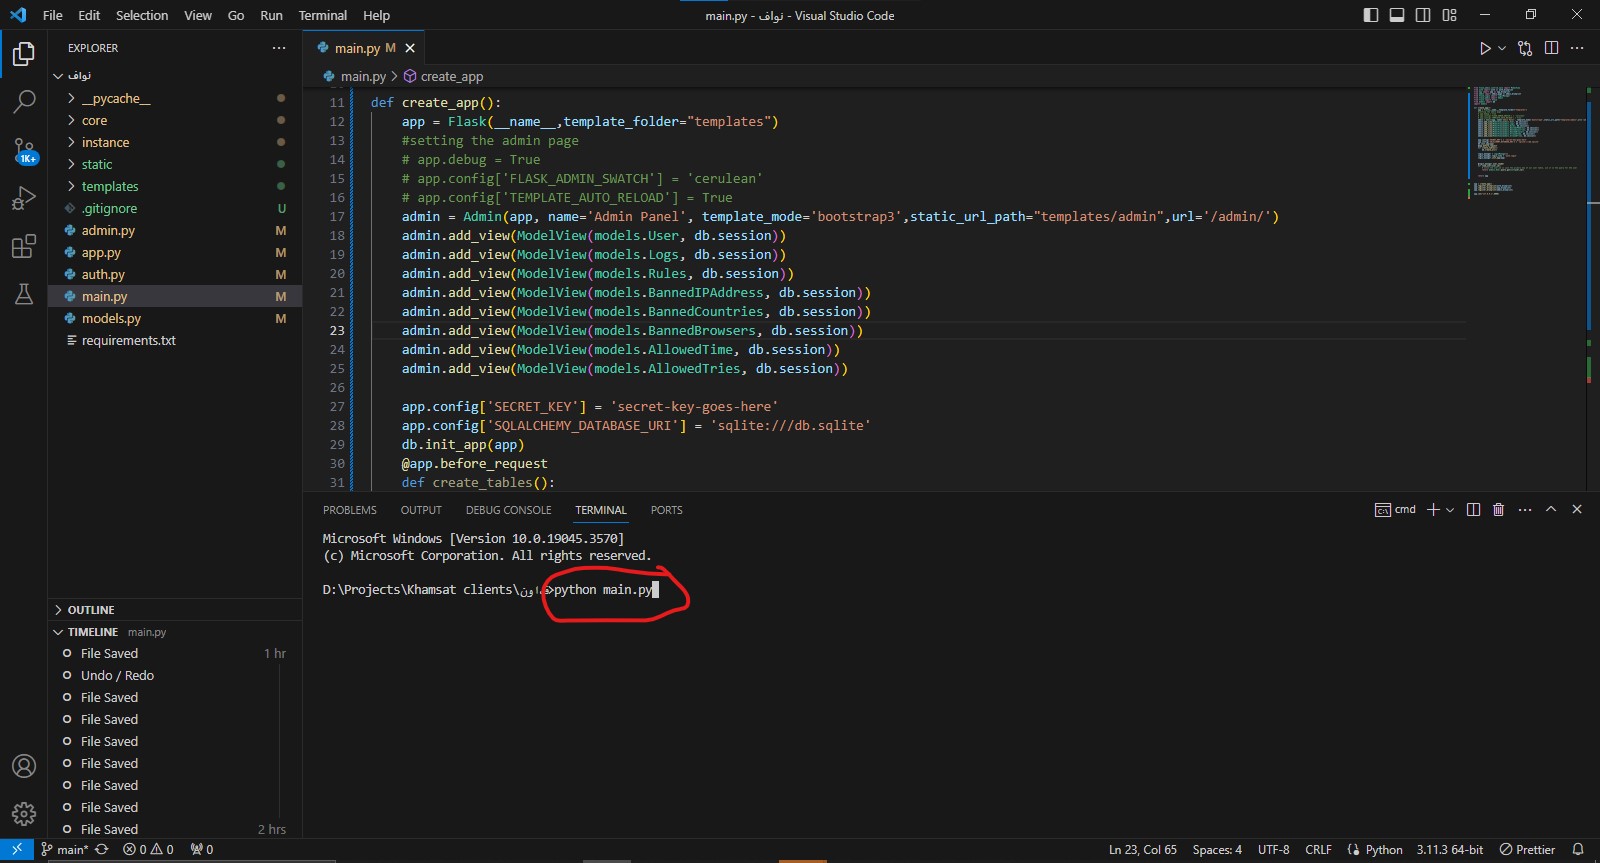 File Edit Selection View Go Run Terminal Help
main.py - نواف - Visual Studio Code
EXPLORER
نواف
__pycache__
core
instance
static
templates
.gitignore U
admin.py M
app.py M
auth.py M
main.py M
models.py M
requirements.txt
1K+
OUTLINE
TIMELINE main.py
File Saved 1 hr
Undo / Redo
File Saved
File Saved
File Saved
File Saved
File Saved
File Saved
File Saved 2 hrs
main.py M
main.py > create_app
11 def create_app():
12 app = Flask(__name__,template_folder="templates")
13 #setting the admin page
14 # app.debug = True
15 # app.config['FLASK_ADMIN_SWATCH'] = 'cerulean'
16 # app.config['TEMPLATE_AUTO_RELOAD'] = True
17 admin = Admin(app, name='Admin Panel', template_mode='bootstrap3',static_url_path="templates/admin",url='/admin/')
18 admin.add_view(ModelView(models.User, db.session))
19 admin.add_view(ModelView(models.Logs, db.session))
20 admin.add_view(ModelView(models.Rules, db.session))
21 admin.add_view(ModelView(models.BannedIPAddress, db.session))
22 admin.add_view(ModelView(models.BannedCountries, db.session))
23 admin.add_view(ModelView(models.BannedBrowsers, db.session))
24 admin.add_view(ModelView(models.AllowedTime, db.session))
25 admin.add_view(ModelView(models.AllowedTries, db.session))
26
27 app.config['SECRET_KEY'] = 'secret-key-goes-here'
28 app.config['SQLALCHEMY_DATABASE_URI'] = 'sqlite:///db.sqlite'
29 db.init_app(app)
30 @app.before_request
31 def create_tables():
PROBLEMS OUTPUT DEBUG CONSOLE TERMINAL PORTS
cmd
Microsoft Windows [Version 10.0.19045.3570]
(c) Microsoft Corporation. All rights reserved.
D:\Projects\Khamsat clients\نواف>python main.py
main* 0 0 0
Ln 23, Col 65 Spaces: 4 UTF-8 CRLF Python 3.11.3 64-bit Prettier